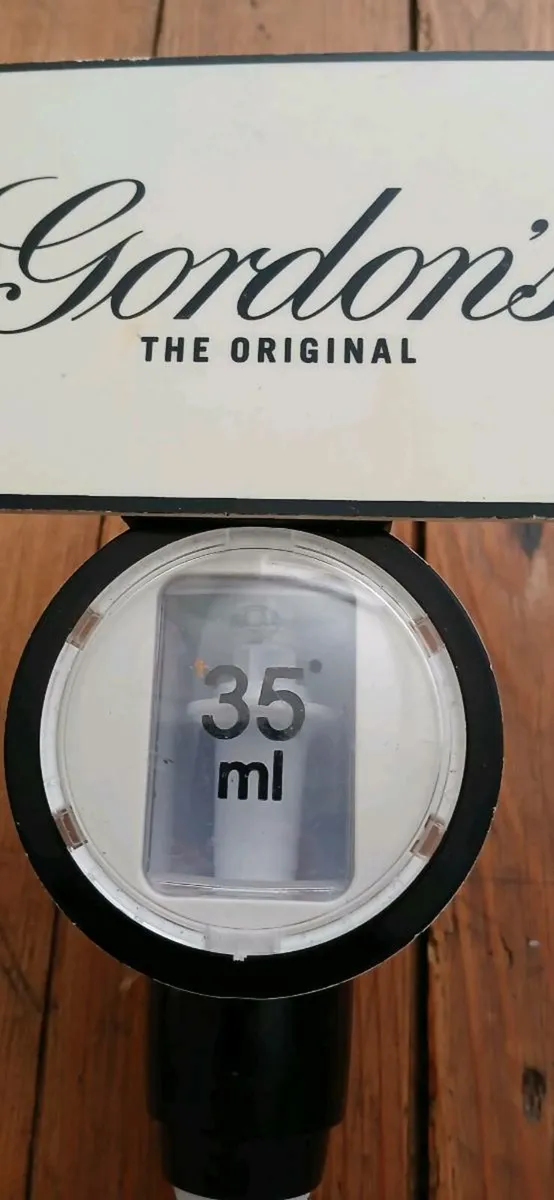 Gordon's
THE ORIGINAL
35
ml